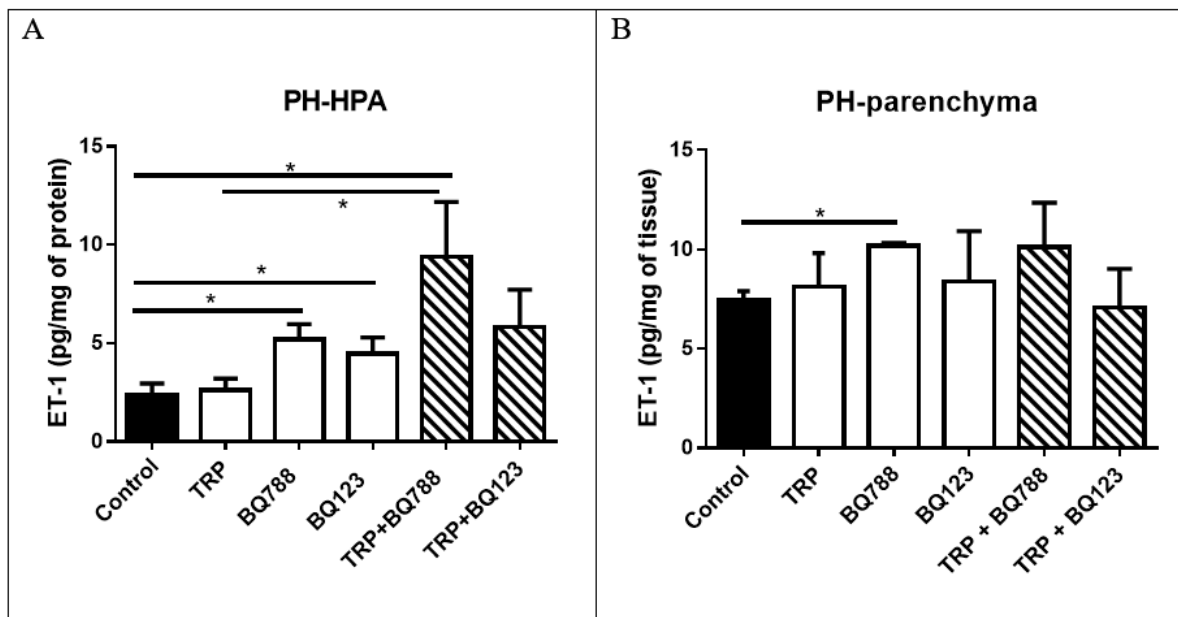 A
PH-HPA
ET-1 (pg/mg of protein)
15
10
5
0
*
*
*
*
Control
TRP
BQ788
BQ123
TRP+BQ788
TRP+BQ123
B
PH-parenchyma
ET-1 (pg/mg of tissue)
15
10
5
0
*
Control
TRP
BQ788
BQ123
TRP + BQ788
TRP + BQ123